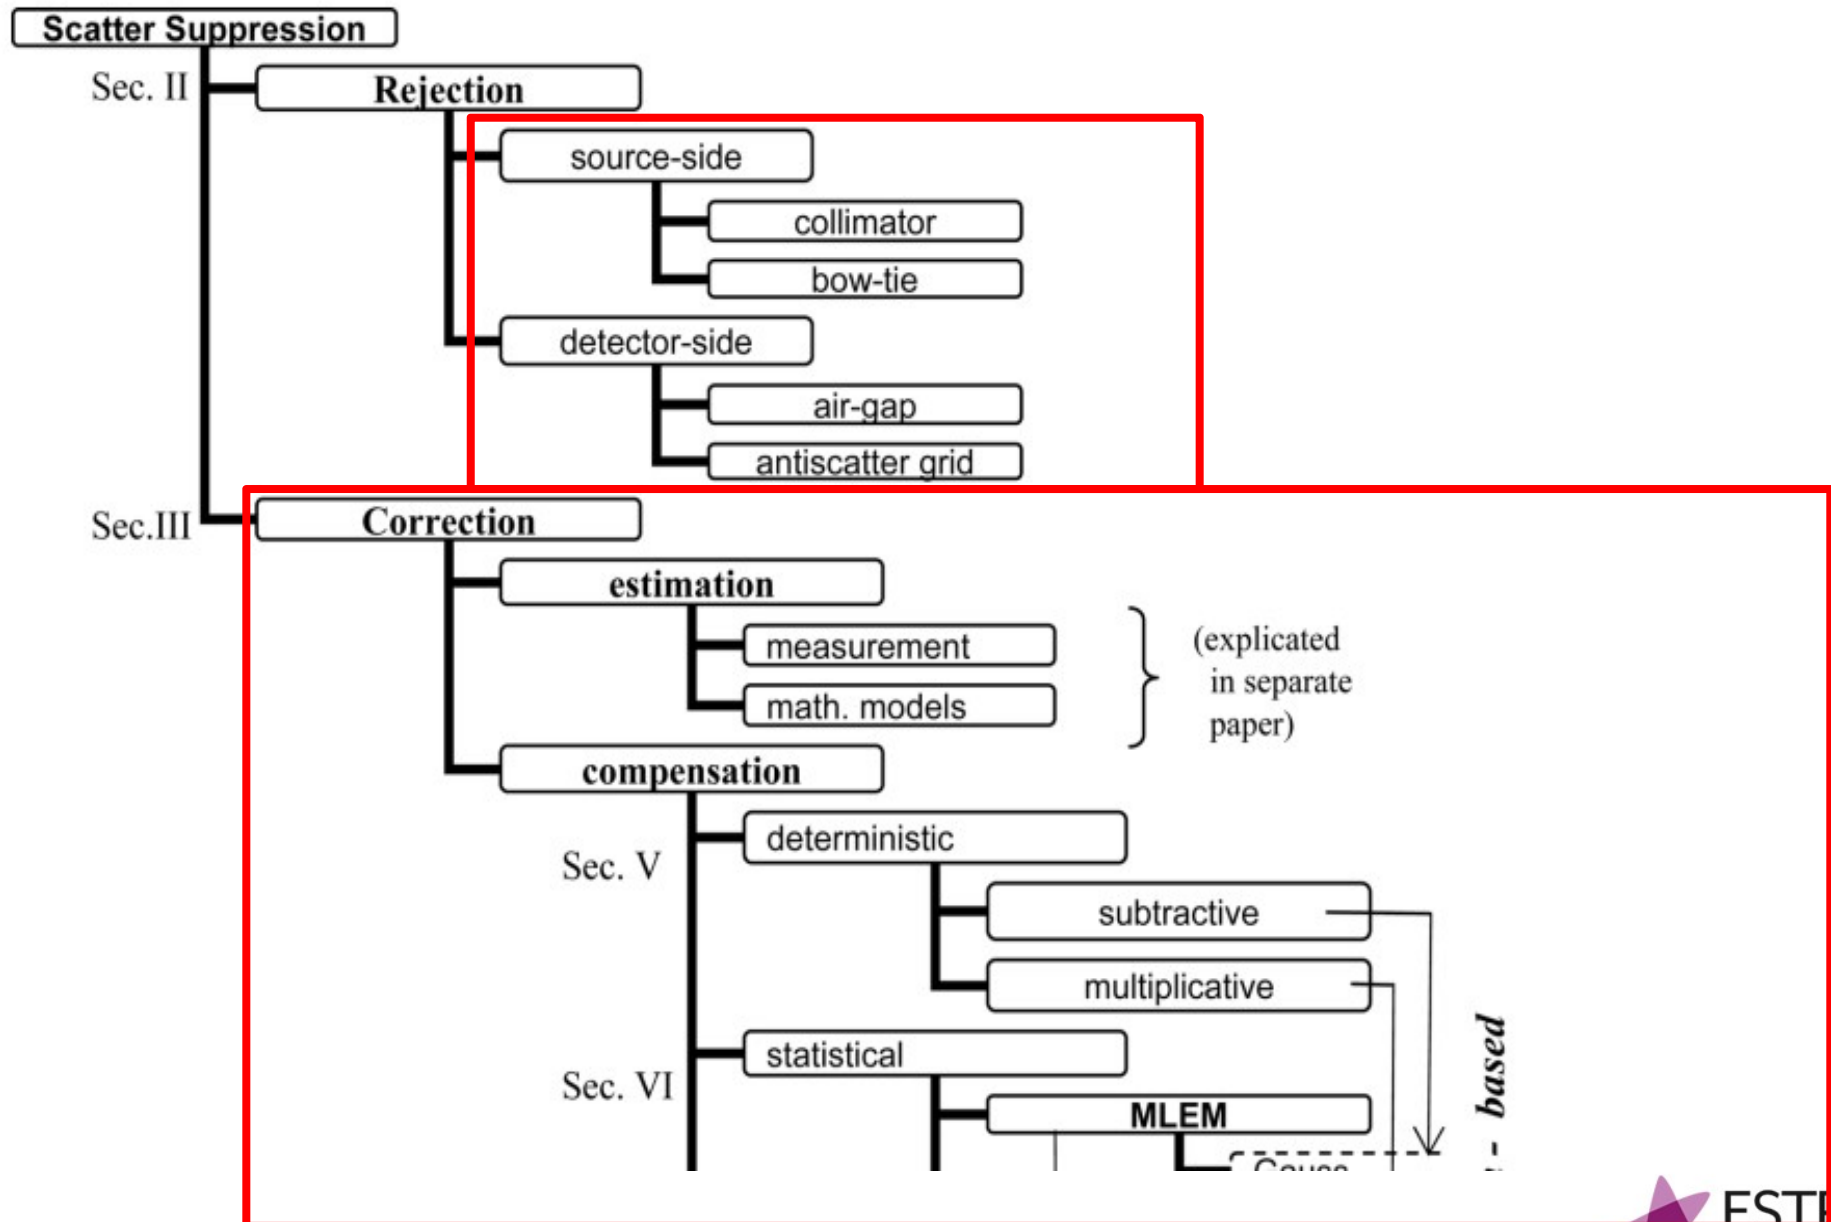 Scatter Suppression
Sec. II
Rejection
source-side
collimator
bow-tie
detector-side
air-gap
antiscatter grid
Sec.III
Correction
estimation
measurement
math. models
(explicated
in separate
paper)
compensation
deterministic
Sec. V
subtractive
multiplicative
statistical
Sec. VI
MLEM
- based